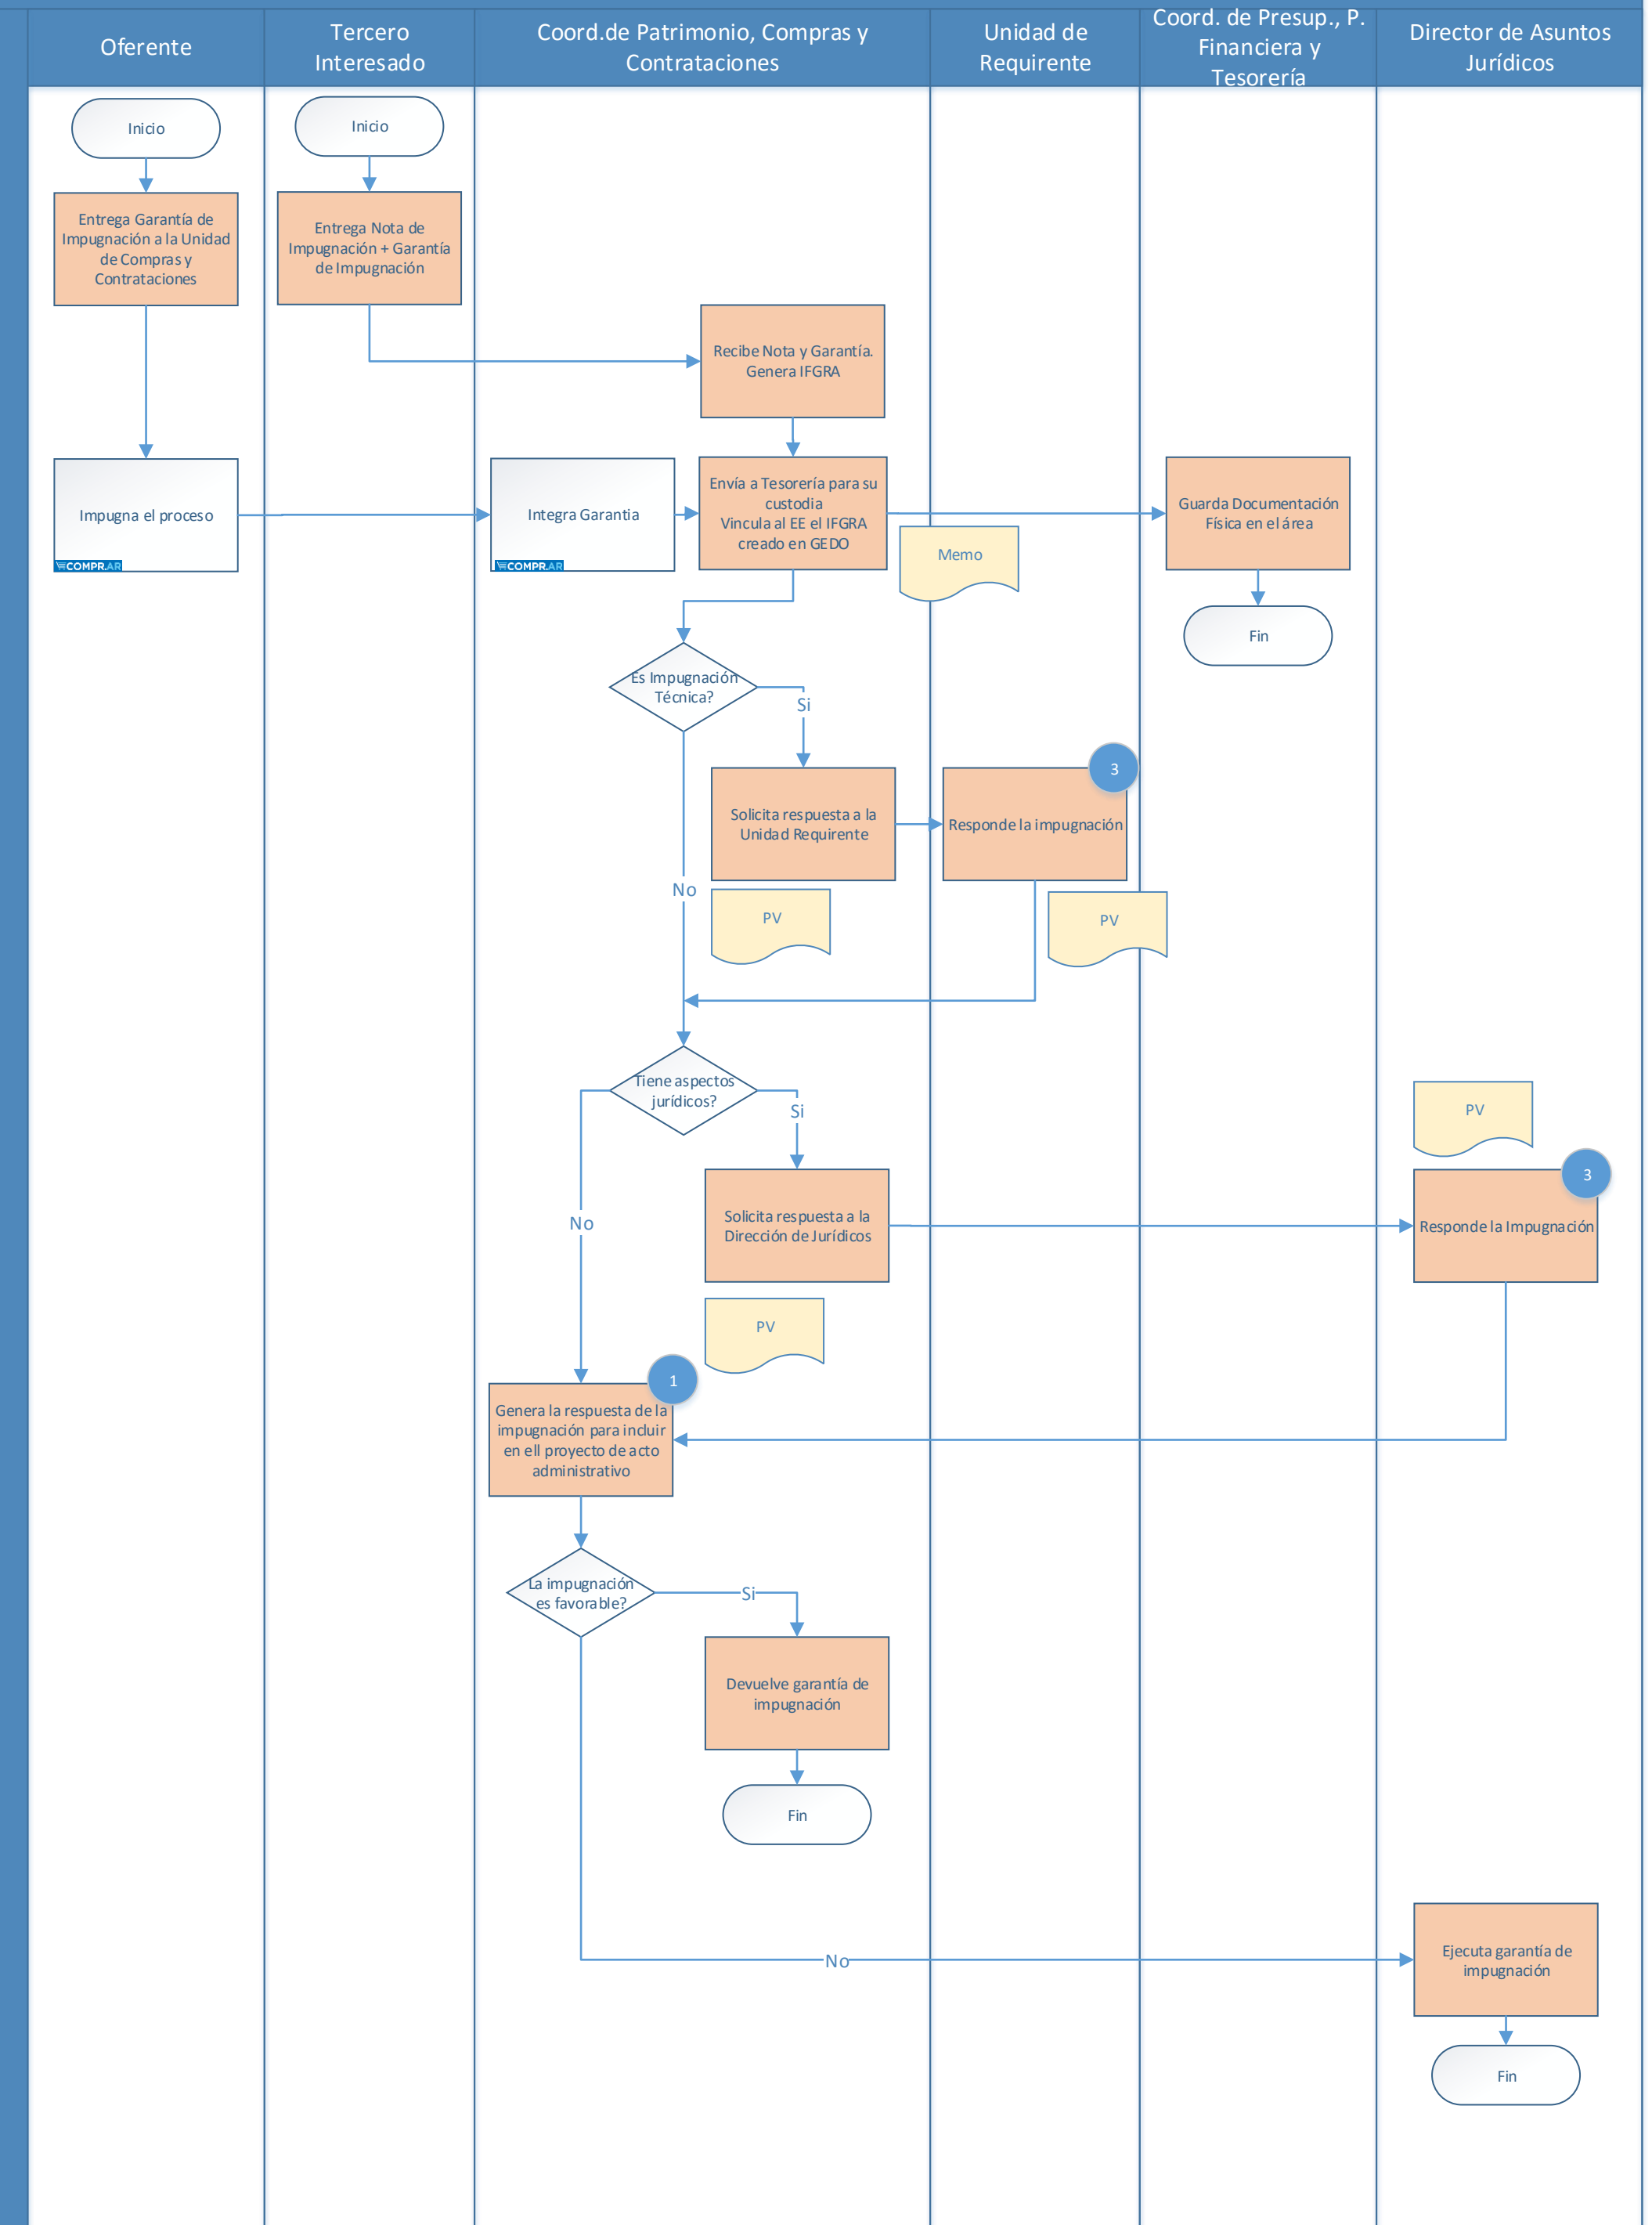 Oferente
Tercero
Interesado
Coord.de Patrimonio, Compras y
Contrataciones
Unidad de
Requirente
Coord. de Presup., P.
Financiera y
Tesorería
Director de Asuntos
Jurídicos
Inicio
Inicio
Entrega Garantía de
Impugnación a la Unidad
de Compras y
Contrataciones
Entrega Nota de
Impugnación + Garantía
de Impugnación
Recibe Nota y Garantía.
Genera IFGRA
Impugna el proceso
COMPR.AR
Integra Garantia
COMPR.AR
Envía a Tesorería para su
custodia
Vincula al EE el IFGRA
creado en GEDO
Memo
Guarda Documentación
Física en el área
Fin
Es Impugnación
Técnica?
Si
No
Solicita respuesta a la
Unidad Requirente
PV
3
Responde la impugnación
PV
Tiene aspectos
jurídicos?
Si
No
Solicita respuesta a la
Dirección de Jurídicos
PV
PV
3
Responde la Impugnación
1
Genera la respuesta de la
impugnación para incluir
en ell proyecto de acto
administrativo
La impugnación
es favorable?
Si
Devuelve garantía de
impugnación
Fin
No
Ejecuta garantía de
impugnación
Fin